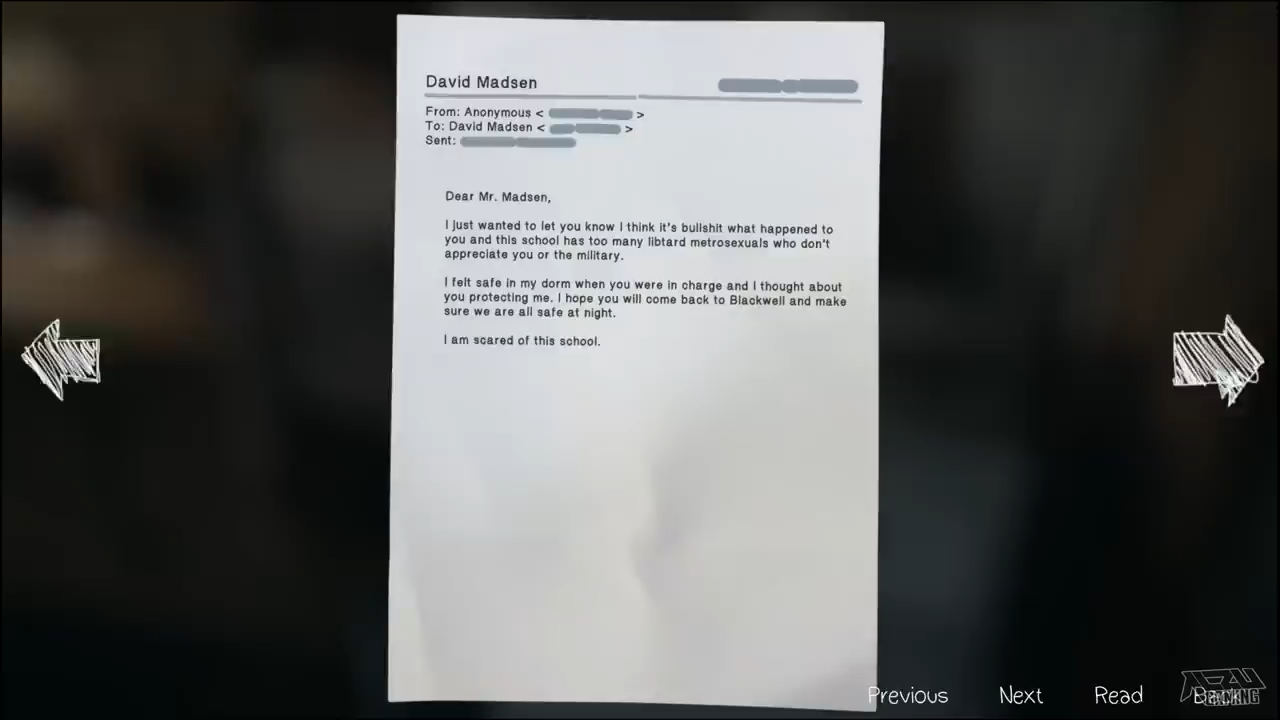 David Madsen
From: Anonymous < >
To: David Madsen < >
Sent:
Dear Mr. Madsen,
I just wanted to let you know I think it's bullshit what happened to
you and this school has too many libtard metrosexuals who don't
appreciate you or the military.
I felt safe in my dorm when you were in charge and I thought about
you protecting me. I hope you will come back to Blackwell and make
sure we are all safe at night.
I am scared of this school.
Previous Next Read